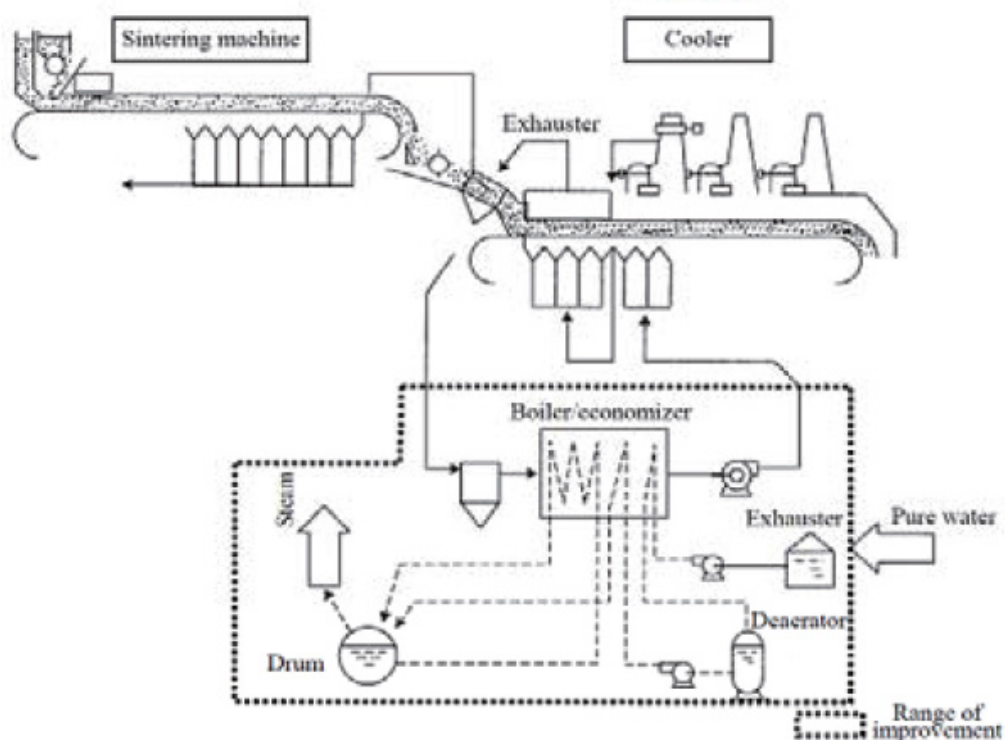 Sintering machine
Cooler
Exhauster
Boiler/economizer
Steam
Exhauster
Pure water
Drum
Deaerator
Range of
improvement